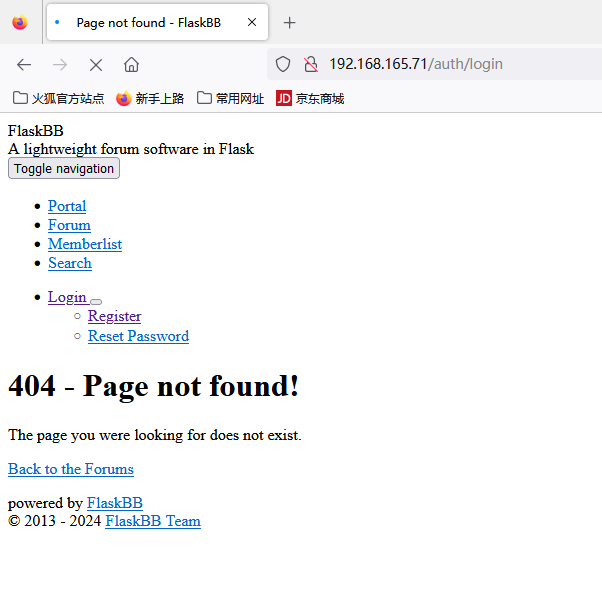 Page not found - FlaskBB
192.168.165.71/auth/login
火狐官方站点 新手上路 常用网址 JD 京东商城
FlaskBB
A lightweight forum software in Flask
Toggle navigation
Portal
Forum
Memberlist
Search
Login
Register
Reset Password
404 - Page not found!
The page you were looking for does not exist.
Back to the Forums
powered by FlaskBB
© 2013 - 2024 FlaskBB Team